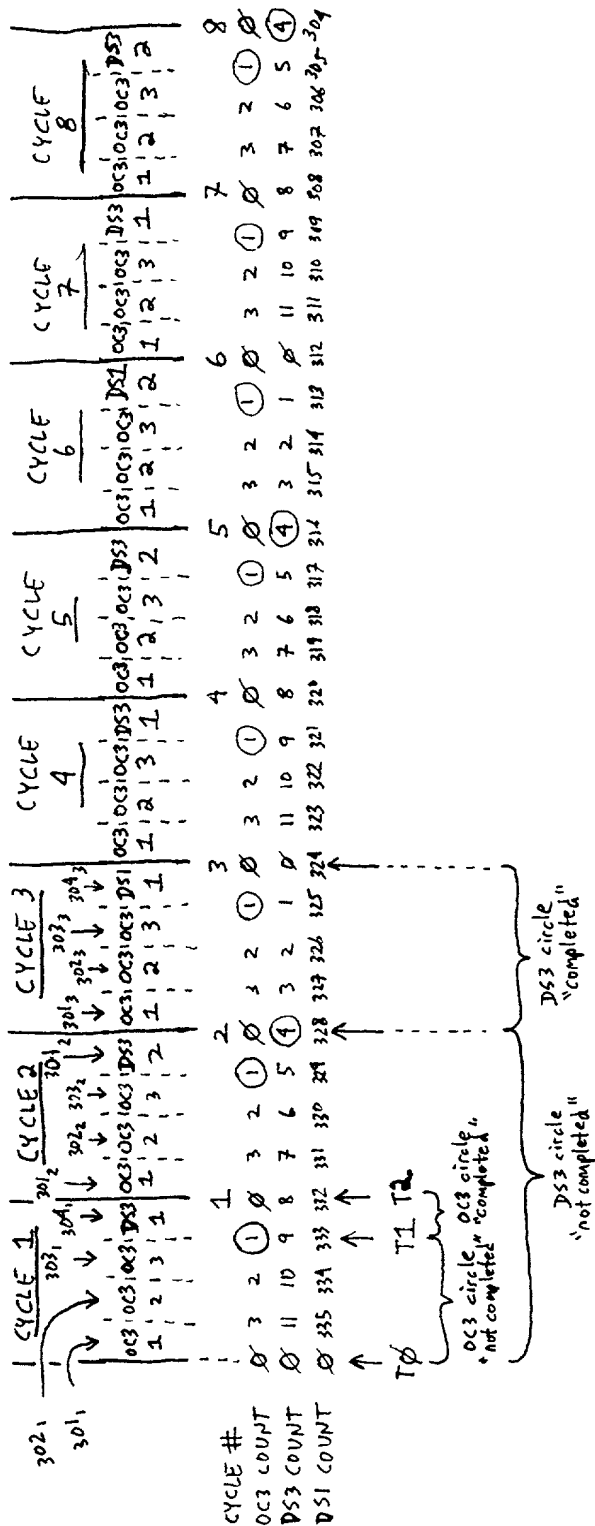 CYCLE 1 CYCLE 2 CYCLE 3 CYCLE 4 CYCLE 5 CYCLE 6 CYCLE 7 CYCLE 8
302₁ 301₁ 303₁ 304₁ 301₂ 302₂ 303₂ 301₂ 301₃ 302₃ 303₃ 304₃
OC3 OC3 OC3 DS3 OC3 OC3 OC3 DS3 OC3 OC3 OC3 DS1 OC3 OC3 OC3 DS3 OC3 OC3 OC3 DS3 OC3 OC3 OC3 DS1 OC3 OC3 OC3 DS3 OC3 OC3 OC3 DS3
1 2 3 1 1 2 3 2 1 2 3 1 1 2 3 1 1 2 3 2 1 2 3 2 1 2 3 1 1 2 3 2
CYCLE # 1 2 3 4 5 6 7 8
OC3 COUNT Ø 3 2 1 Ø 3 2 1 Ø 3 2 1 Ø 3 2 1 Ø 3 2 1 Ø 3 2 1 Ø 3 2 1 Ø 3 2 1 Ø
DS3 COUNT Ø 11 10 9 8 7 6 5 4 3 2 1 Ø 11 10 9 8 7 6 5 4 3 2 1 Ø 11 10 9 8 7 6 5 4
DS1 COUNT Ø 335 334 333 332 331 330 329 328 327 326 325 324 323 322 321 320 319 318 317 316 315 314 313 312 311 310 309 308 307 306 305 304
TØ T1 T2
OC3 circle
"not completed"
OC3 circle
"completed"
DS3 circle
"not completed"
DS3 circle
"completed"